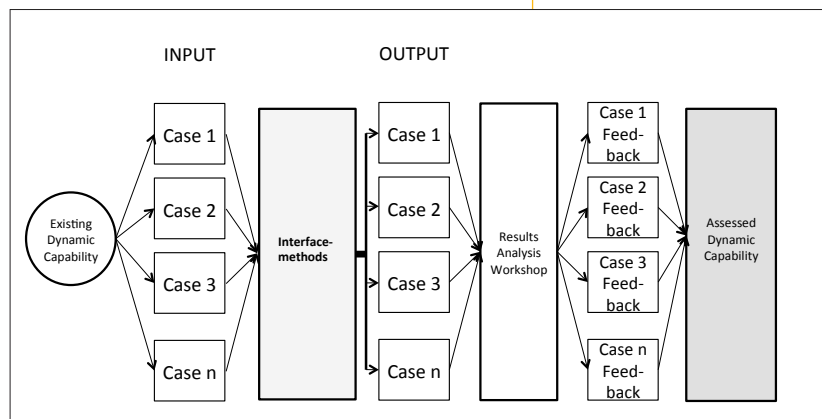 INPUT
OUTPUT
Existing
Dynamic
Capability
Case 1
Case 2
Case 3
Case n
Interface-
methods
Case 1
Case 2
Case 3
Case n
Results
Analysis
Workshop
Case 1
Feed-
back
Case 2
Feed-
back
Case 3
Feed-
back
Case n
Feed-
back
Assessed
Dynamic
Capability